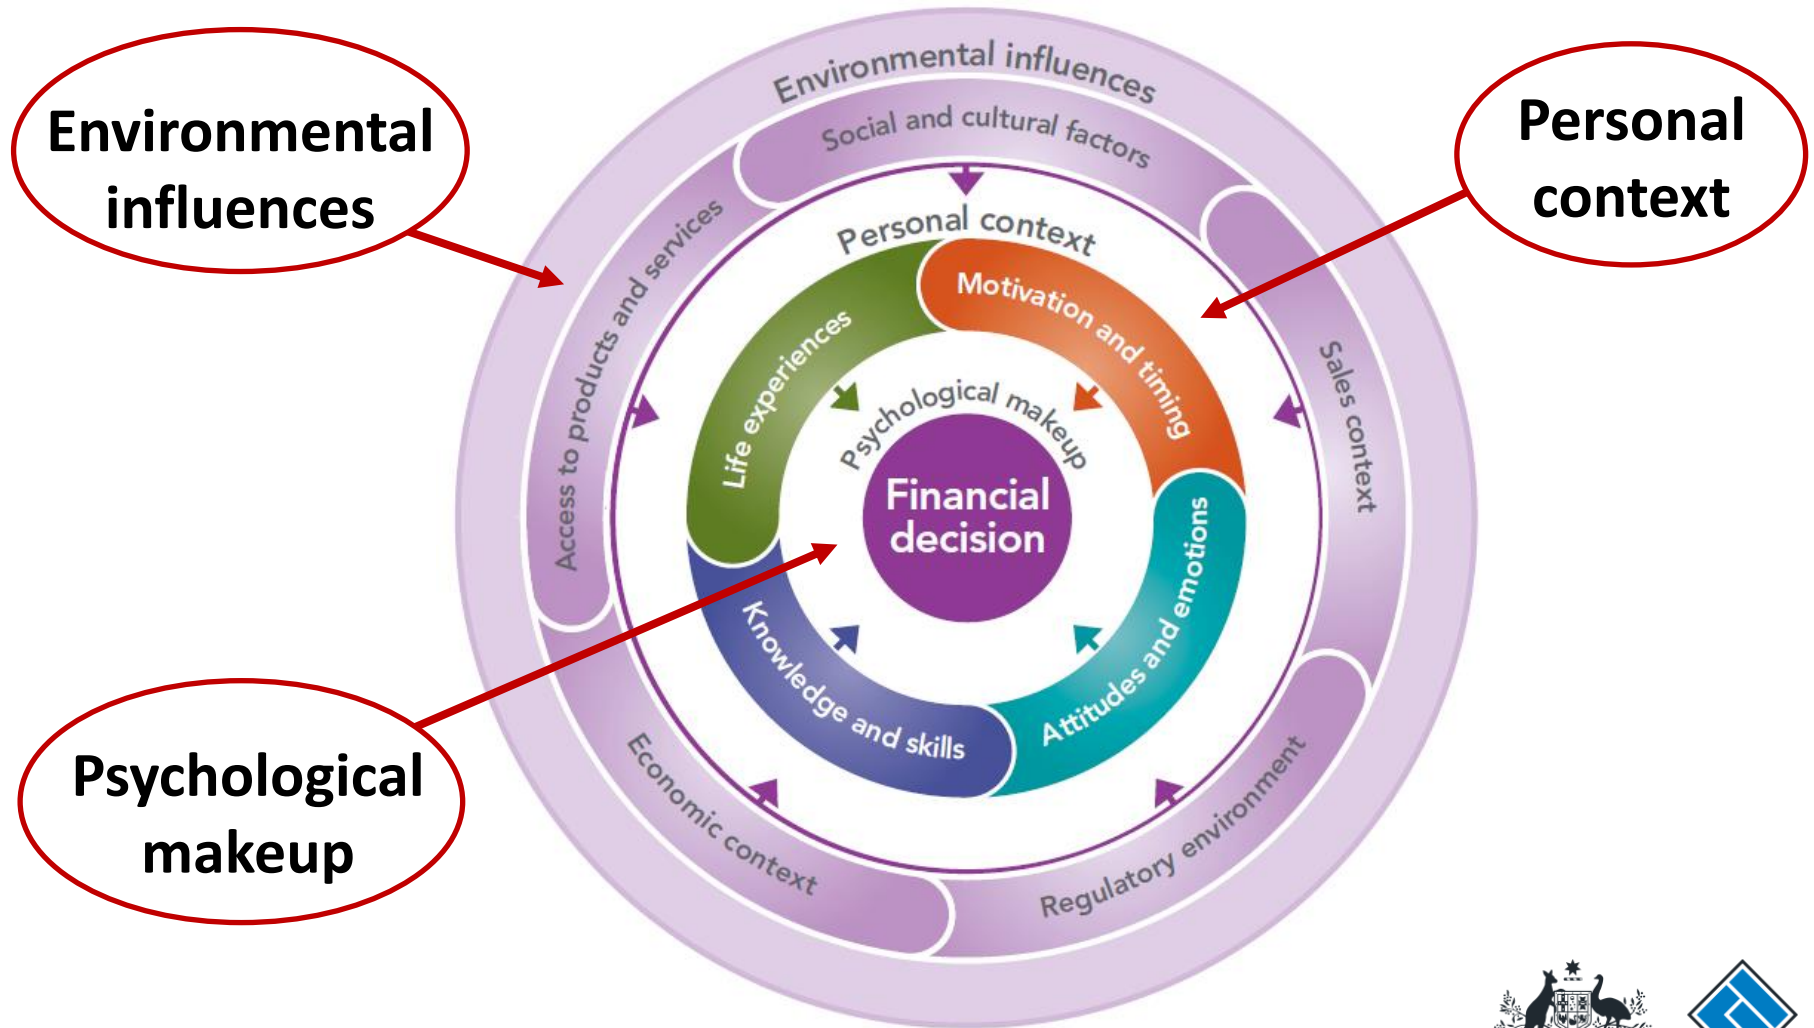 Environmental
influences
Personal
context
Psychological
makeup
Environmental influences
Social and cultural factors
Access to products and services
Sales context
Economic context
Regulatory environment
Personal context
Life experiences
Motivation and timing
Knowledge and skills
Attitudes and emotions
Psychological makeup
Financial
decision